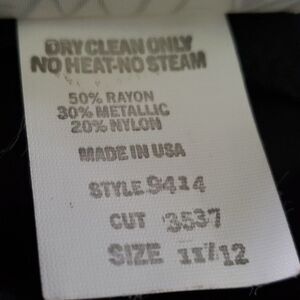 DRY CLEAN ONLY
NO HEAT-NO STEAM
50% RAYON
30% METALLIC
20% NYLON
MADE IN USA
STYLE 9414
CUT 3537
SIZE 11/12